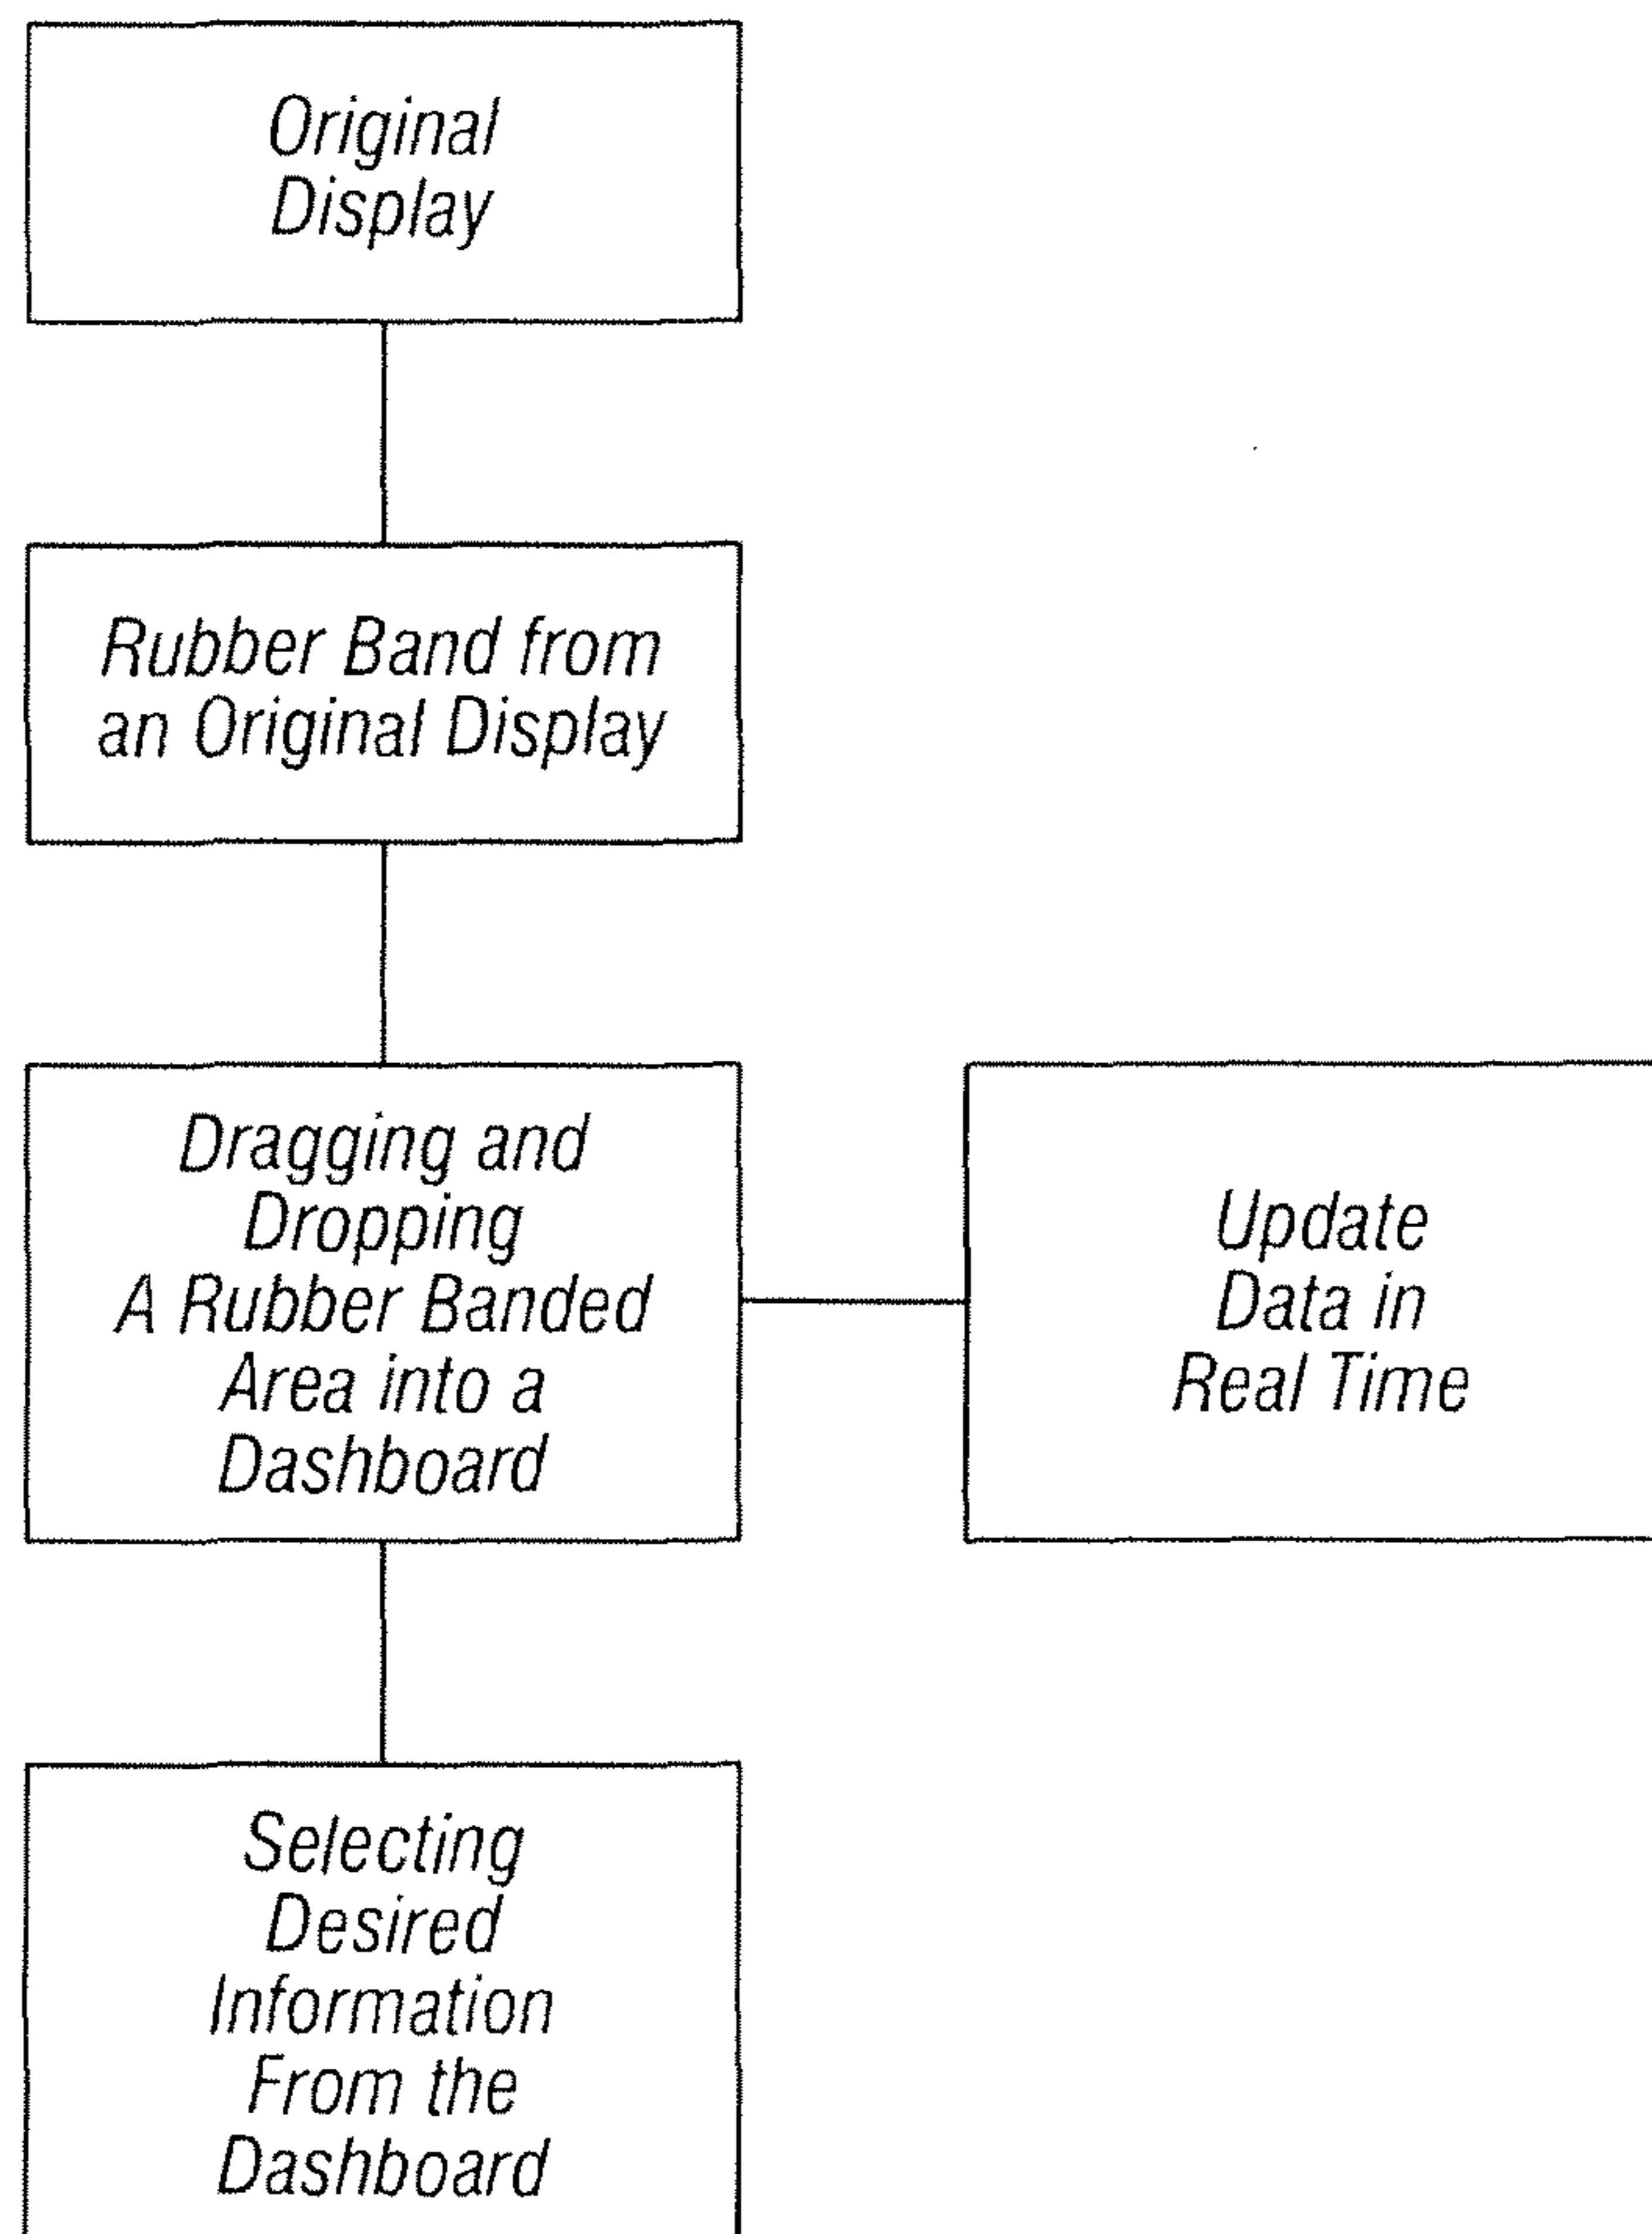 Original
Display
Rubber Band from
an Original Display
Dragging and
Dropping
A Rubber Banded
Area into a
Dashboard
Update
Data in
Real Time
Selecting
Desired
Information
From the
Dashboard